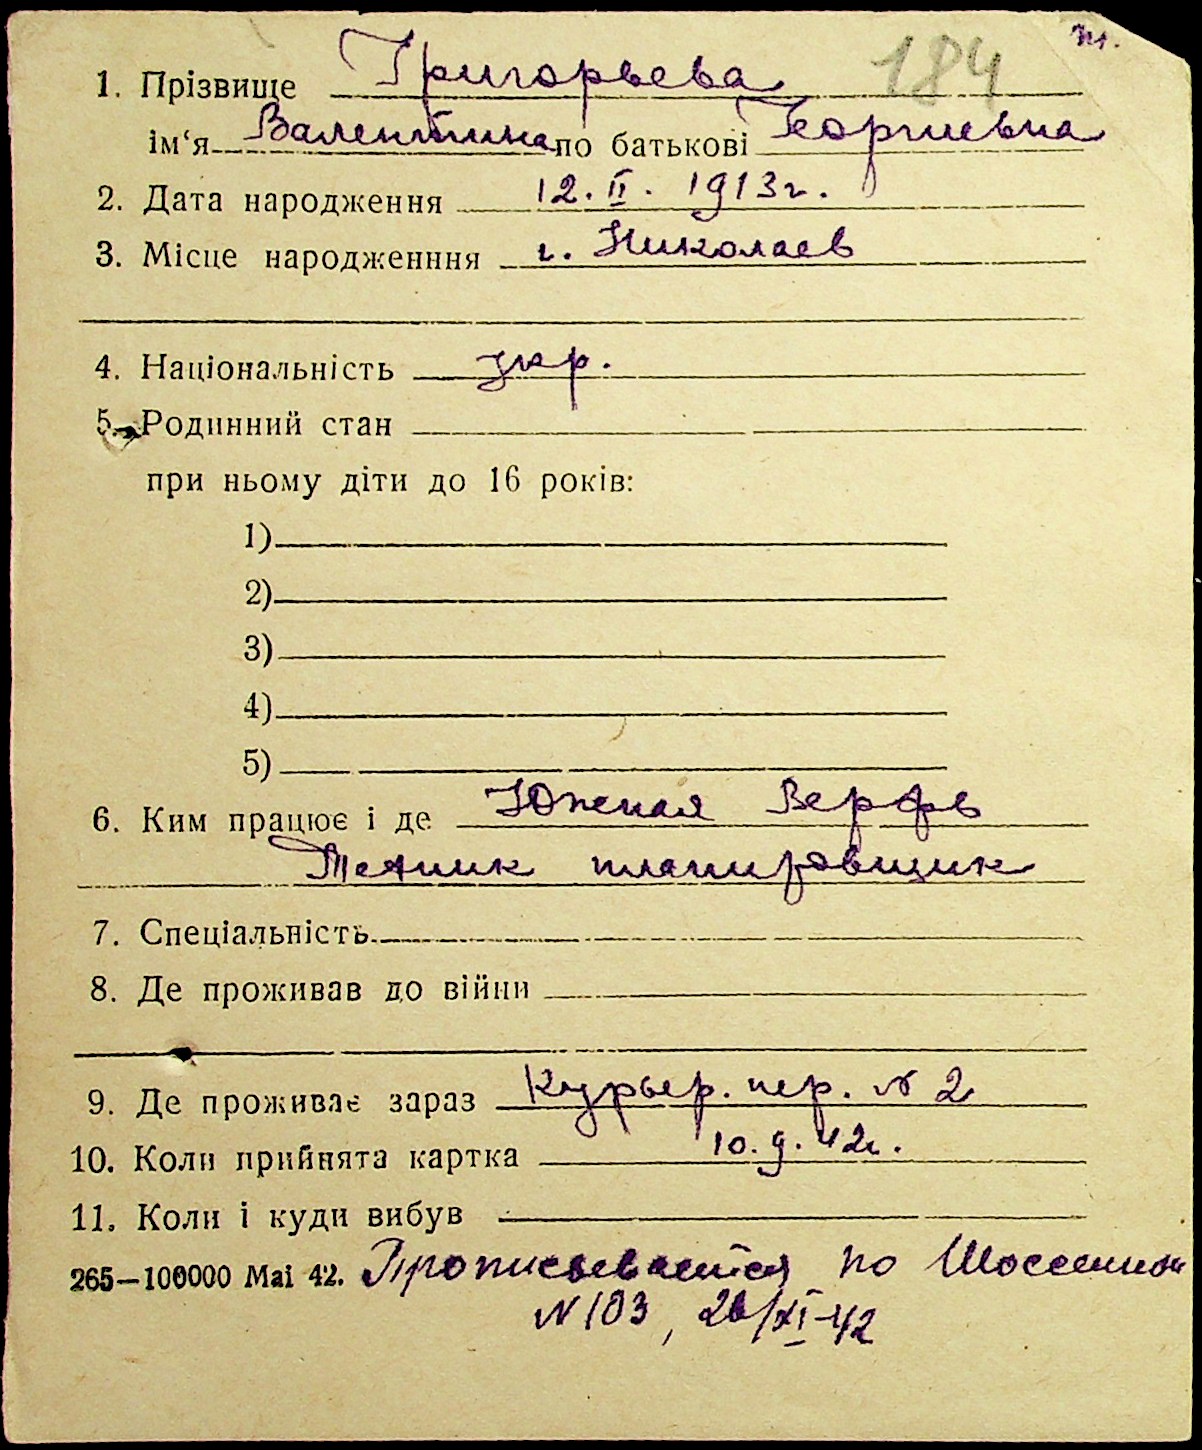 184 м.
1. Прізвище Григорьева
ім‘я Валентина по батькові Георгиевна
2. Дата народження 12.II. 1913 г.
3. Місце народженння г. Николаев
4. Національність укр.
5. Родинний стан
при ньому діти до 16 років:
1)
2)
3)
4)
5)
6. Ким працює і де Южная Верфь
Техник планировщик
7. Спеціальність
8. Де проживав до війни
9. Де проживає зараз Курьер. пер. № 2
10. Коли прийнята картка 10.9.42г.
11. Коли і куди вибув
265—100000 Mai 42. Прописывается по Шоссейной
№ 103, 26/XI-42